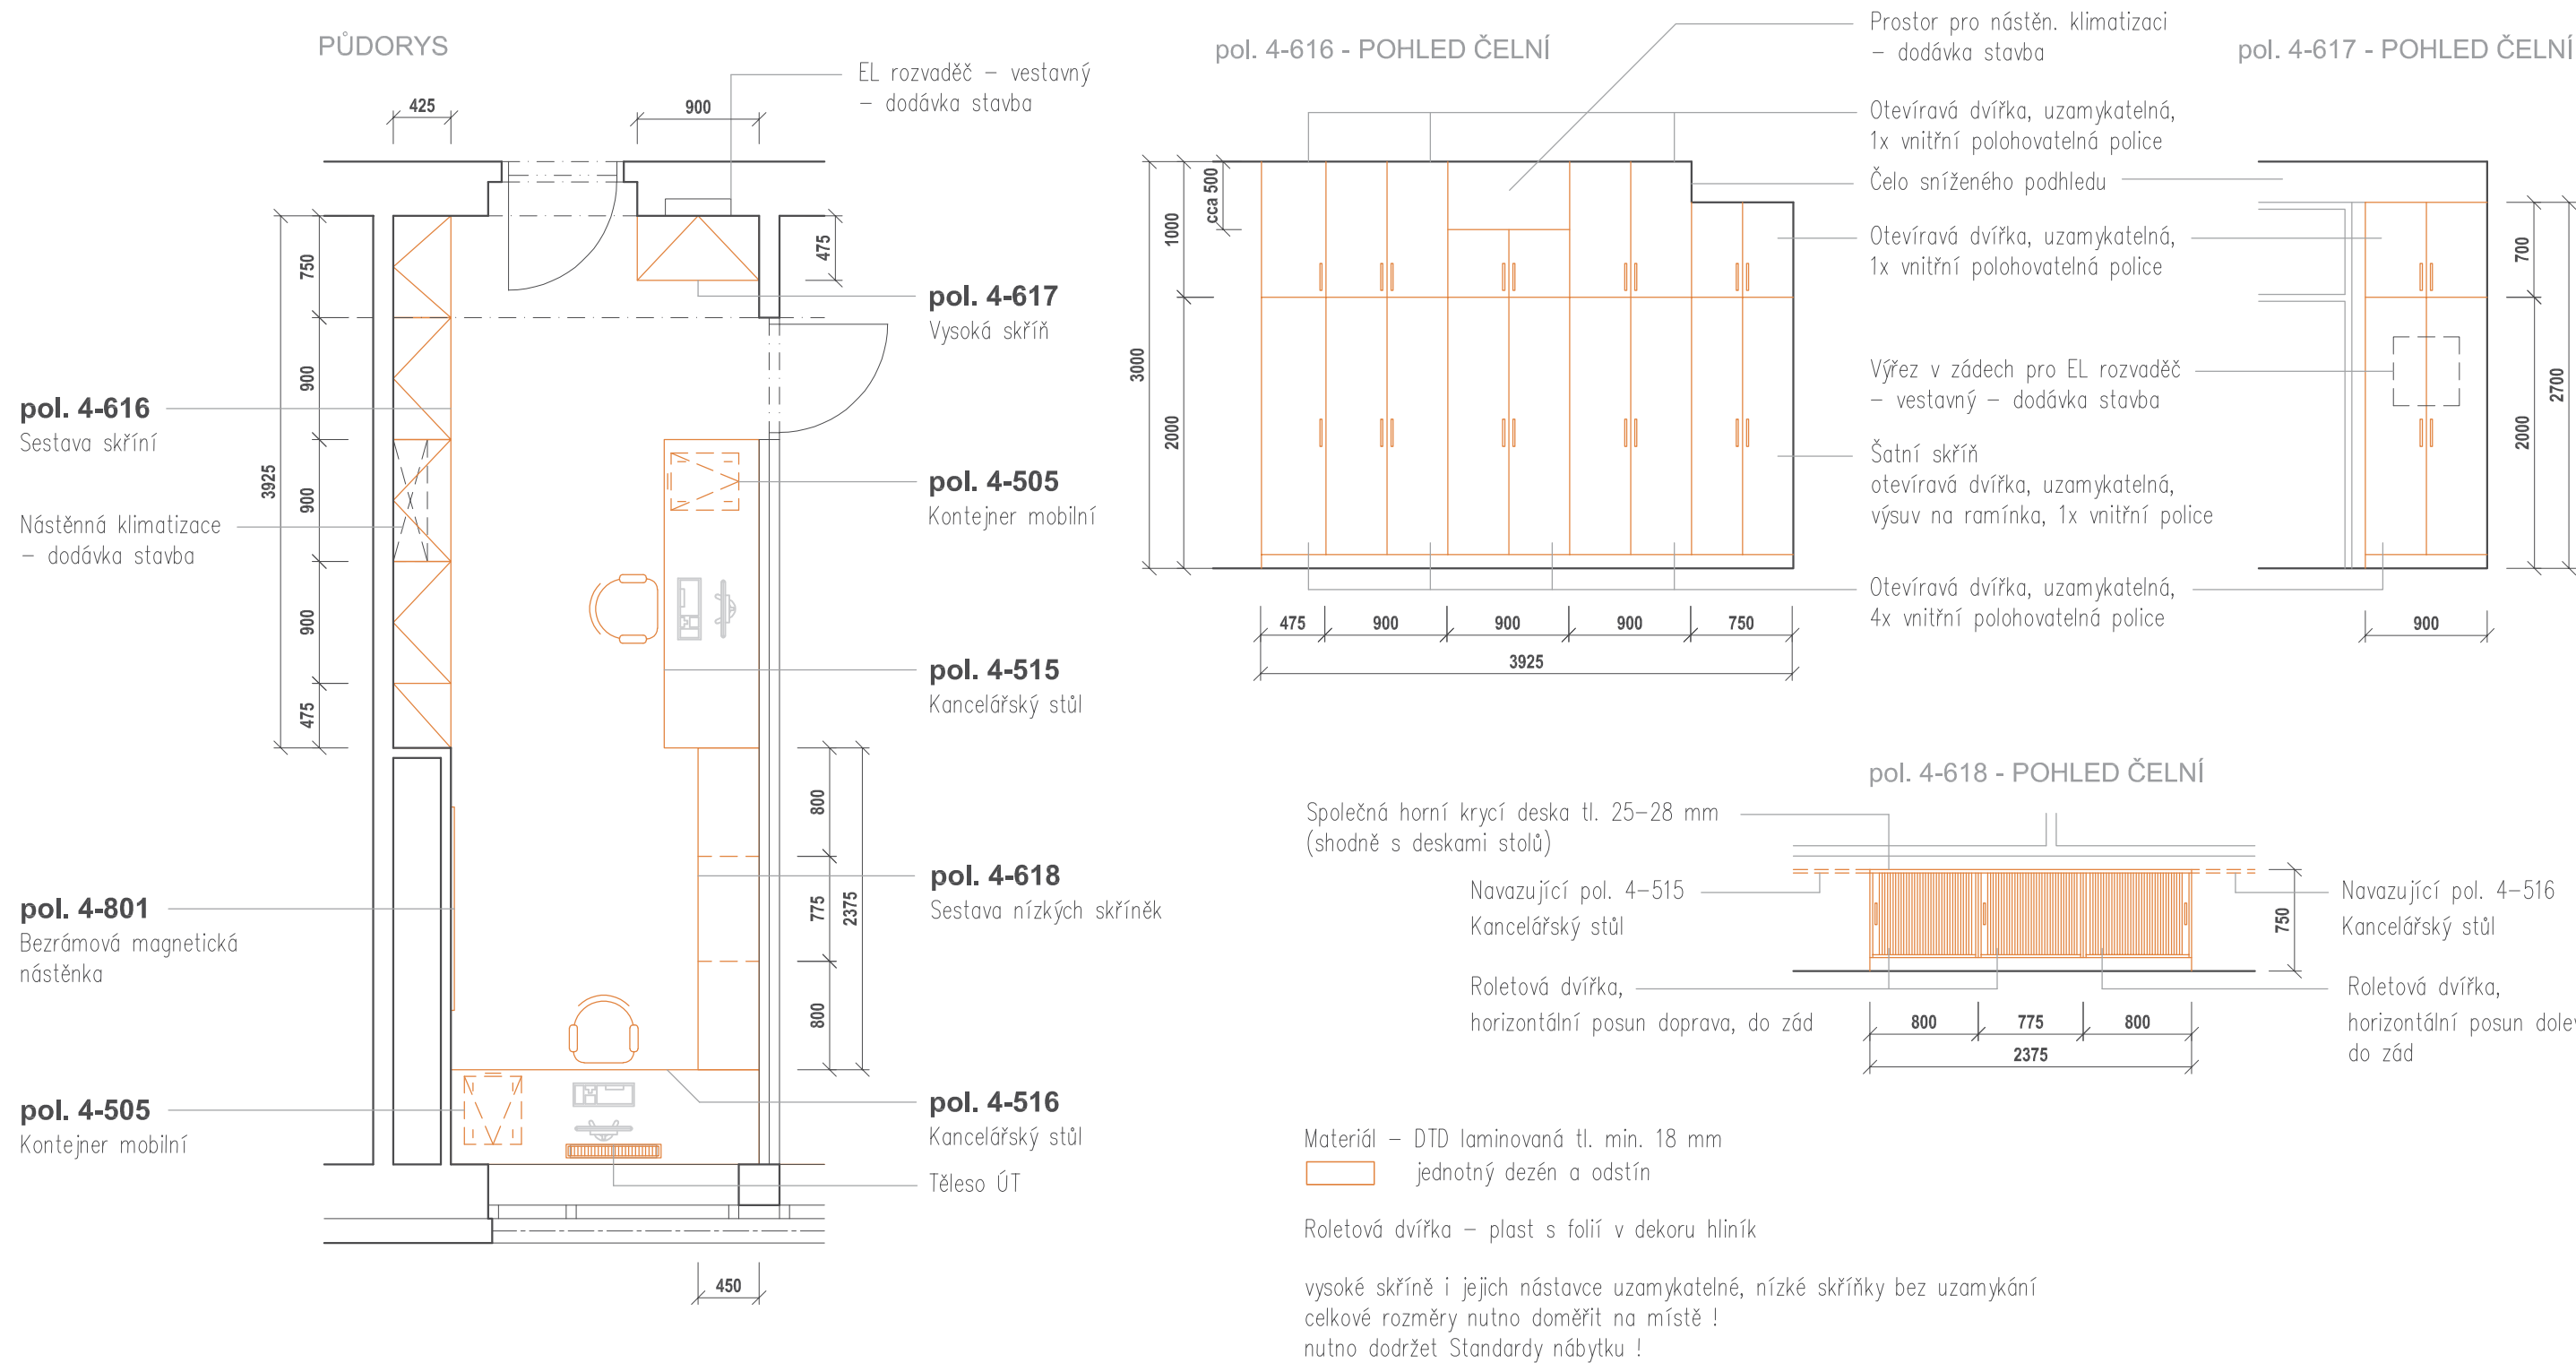 PŮDORYS
425
900
EL rozvaděč – vestavný
– dodávka stavba
475
750
900
900
900
475
3925
pol. 4-616
Sestava skříní
Nástěnná klimatizace
– dodávka stavba
pol. 4-801
Bezrámová magnetická
nástěnka
pol. 4-505
Kontejner mobilní
pol. 4-617
Vysoká skříň
pol. 4-505
Kontejner mobilní
pol. 4-515
Kancelářský stůl
800
775
800
2375
pol. 4-618
Sestava nízkých skříněk
pol. 4-516
Kancelářský stůl
Těleso ÚT
450
pol. 4-616 - POHLED ČELNÍ
cca 500
1000
2000
3000
475
900
900
900
750
3925
Prostor pro nástěn. klimatizaci
– dodávka stavba
Otevíravá dvířka, uzamykatelná,
1x vnitřní polohovatelná police
Čelo sníženého podhledu
Otevíravá dvířka, uzamykatelná,
1x vnitřní polohovatelná police
Výřez v zádech pro EL rozvaděč
– vestavný – dodávka stavba
Šatní skříň
otevíravá dvířka, uzamykatelná,
výsuv na ramínka, 1x vnitřní police
Otevíravá dvířka, uzamykatelná,
4x vnitřní polohovatelná police
pol. 4-617 - POHLED ČELNÍ
700
2000
2700
900
pol. 4-618 - POHLED ČELNÍ
Společná horní krycí deska tl. 25–28 mm
(shodně s deskami stolů)
Navazující pol. 4–515
Kancelářský stůl
Roletová dvířka,
horizontální posun doprava, do zád
Navazující pol. 4–516
Kancelářský stůl
750
Roletová dvířka,
horizontální posun dolev
do zád
800
775
800
2375
Materiál – DTD laminovaná tl. min. 18 mm
jednotný dezén a odstín
Roletová dvířka – plast s folií v dekoru hliník
vysoké skříně i jejich nástavce uzamykatelné, nízké skříňky bez uzamykání
celkové rozměry nutno doměřit na místě !
nutno dodržet Standardy nábytku !